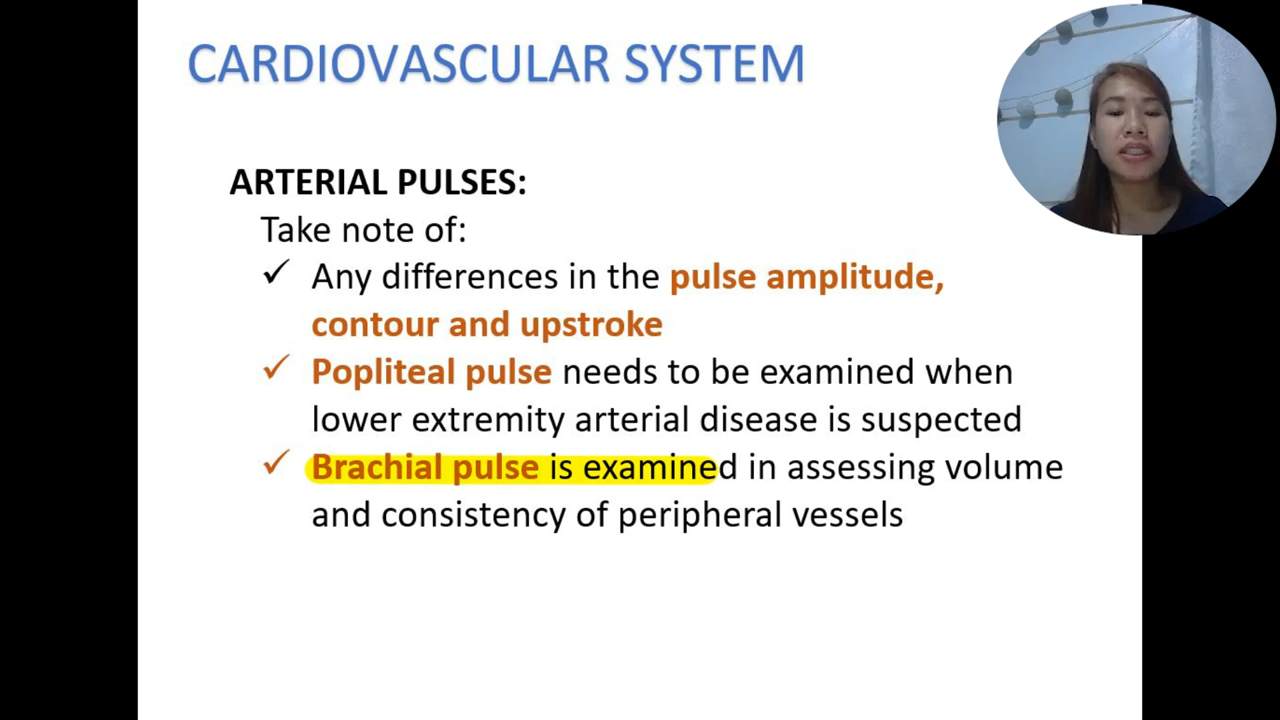 CARDIOVASCULAR SYSTEM
ARTERIAL PULSES:
Take note of:
✓ Any differences in the pulse amplitude,
contour and upstroke
✓ Popliteal pulse needs to be examined when
lower extremity arterial disease is suspected
✓ Brachial pulse is examined in assessing volume
and consistency of peripheral vessels